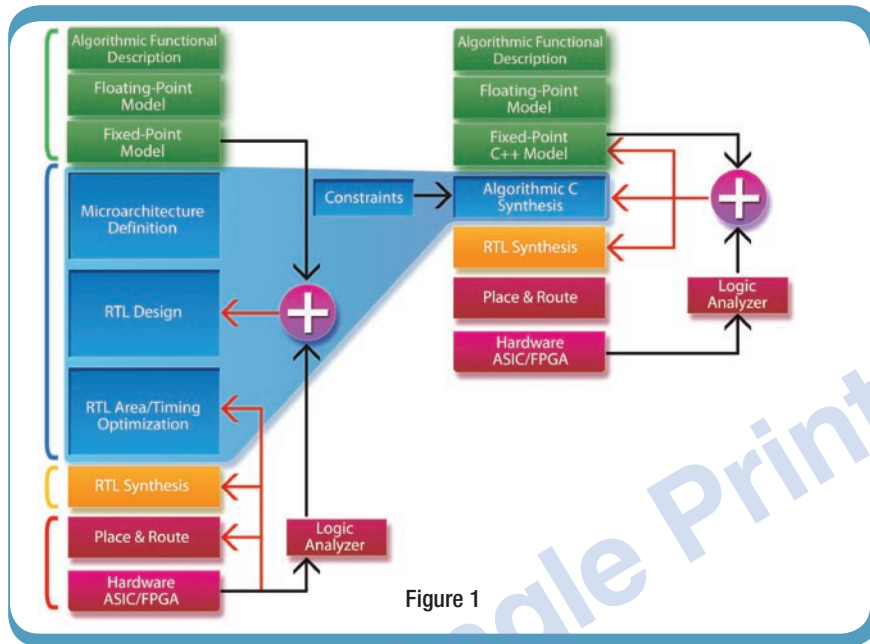 Algorithmic Functional
Description
Floating-Point
Model
Fixed-Point
Model
Microarchitecture
Definition
RTL Design
RTL Area/Timing
Optimization
RTL Synthesis
Place & Route
Hardware
ASIC/FPGA
Logic
Analyzer
Constraints
Algorithmic Functional
Description
Floating-Point
Model
Fixed-Point
C++ Model
Algorithmic C
Synthesis
RTL Synthesis
Place & Route
Hardware
ASIC/FPGA
Logic
Analyzer
Figure 1
gle Print